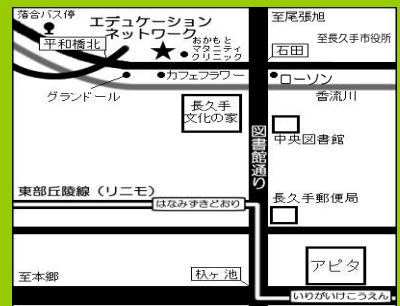 落合バス停
エデュケーション
ネットワーク
平和橋北
おかもと
マタニティ
クリニック
至尾張旭
至長久手市役所
石田
カフェフラワー
ローソン
グランドール
香流川
長久手
文化の家
図書館通り
中央図書館
東部丘陵線（リニモ）
はなみずきどおり
長久手郵便局
アピタ
至本郷
杁ヶ池
いりがいけこうえん